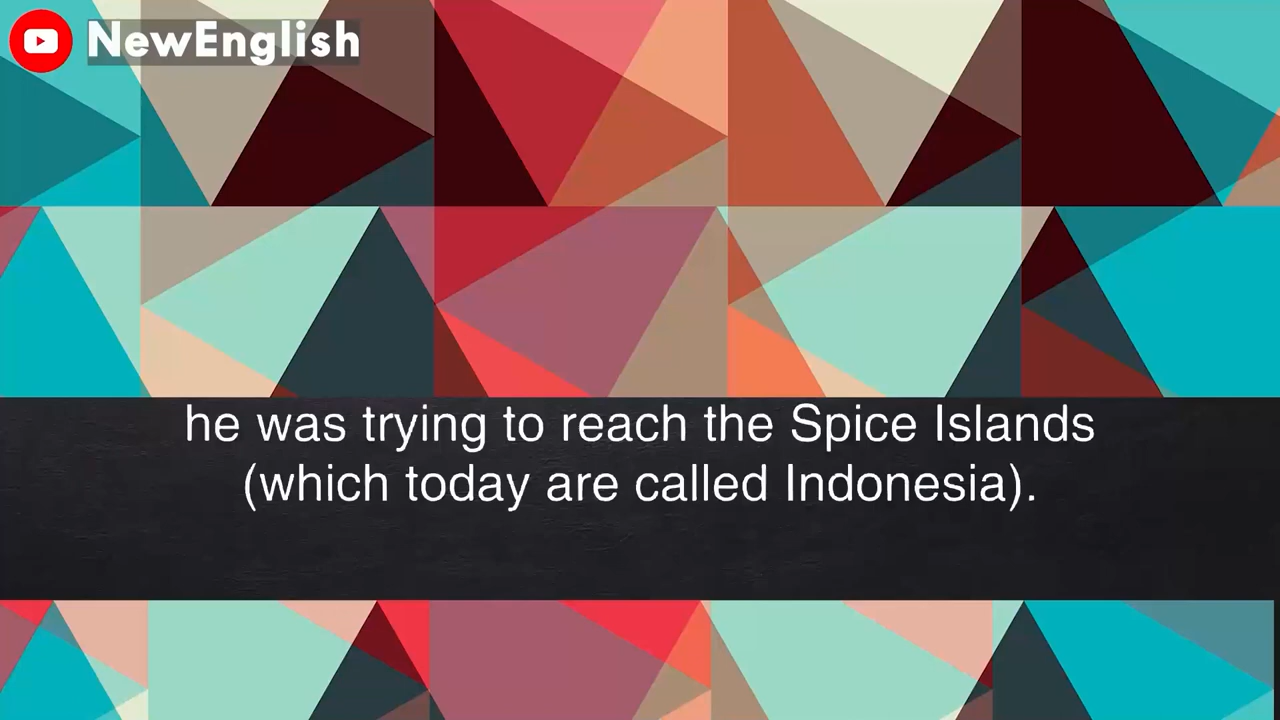 NewEnglish
he was trying to reach the Spice Islands
(which today are called Indonesia).